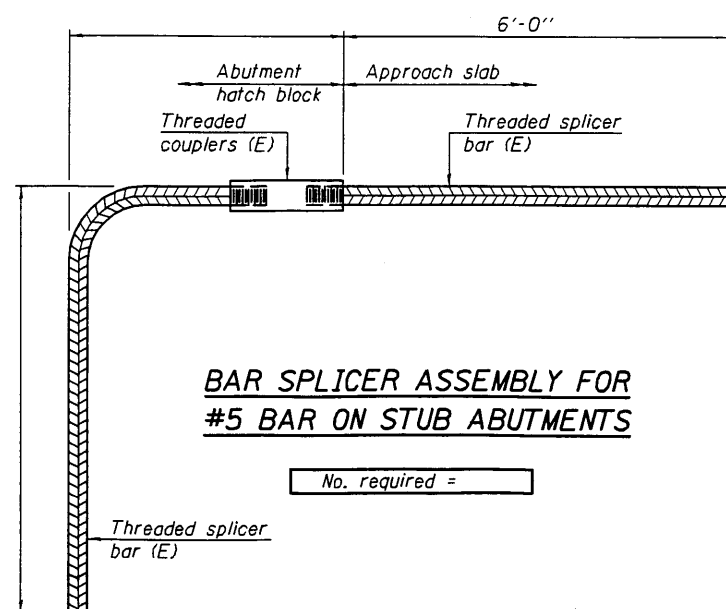 6'-0"
Abutment
hatch block
Approach slab
Threaded
couplers (E)
Threaded splicer
bar (E)
BAR SPLICER ASSEMBLY FOR
#5 BAR ON STUB ABUTMENTS
No. required =
Threaded splicer
bar (E)